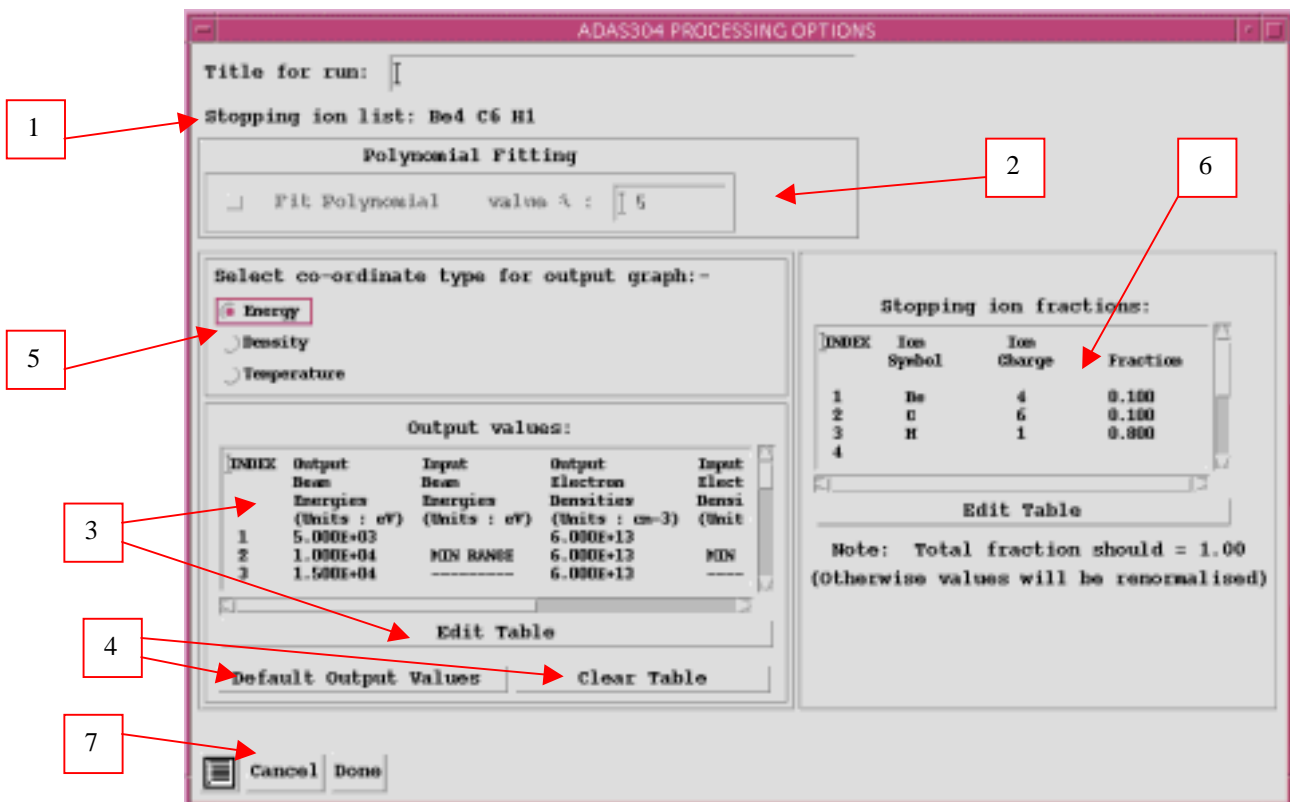 ADAS304 PROCESSING OPTIONS
Title for run:
1
Stopping ion list: Be4 C6 H1
Polynomial Fitting
2
6
Fit Polynomial value % : 5
Select co-ordinate type for output graph:-
Energy
5
Density
Temperature
Stopping ion fractions:
INDEX Ion Ion
Symbol Charge Fraction
1 Be 4 0.100
2 C 6 0.100
3 H 1 0.800
4
Edit Table
Note: Total fraction should = 1.00
(Otherwise values will be renormalised)
Output values:
INDEX Output Input Output Input
Beam Beam Electron Elect
Energies Energies Densities Densi
(Units : eV) (Units : eV) (Units : cm-3) (Unit
3
1 5.000E+03 6.000E+13
2 1.000E+04 MIN RANGE 6.000E+13 MIN
3 1.500E+04 --------- 6.000E+13 ----
Edit Table
4
Default Output Values Clear Table
7
Cancel Done